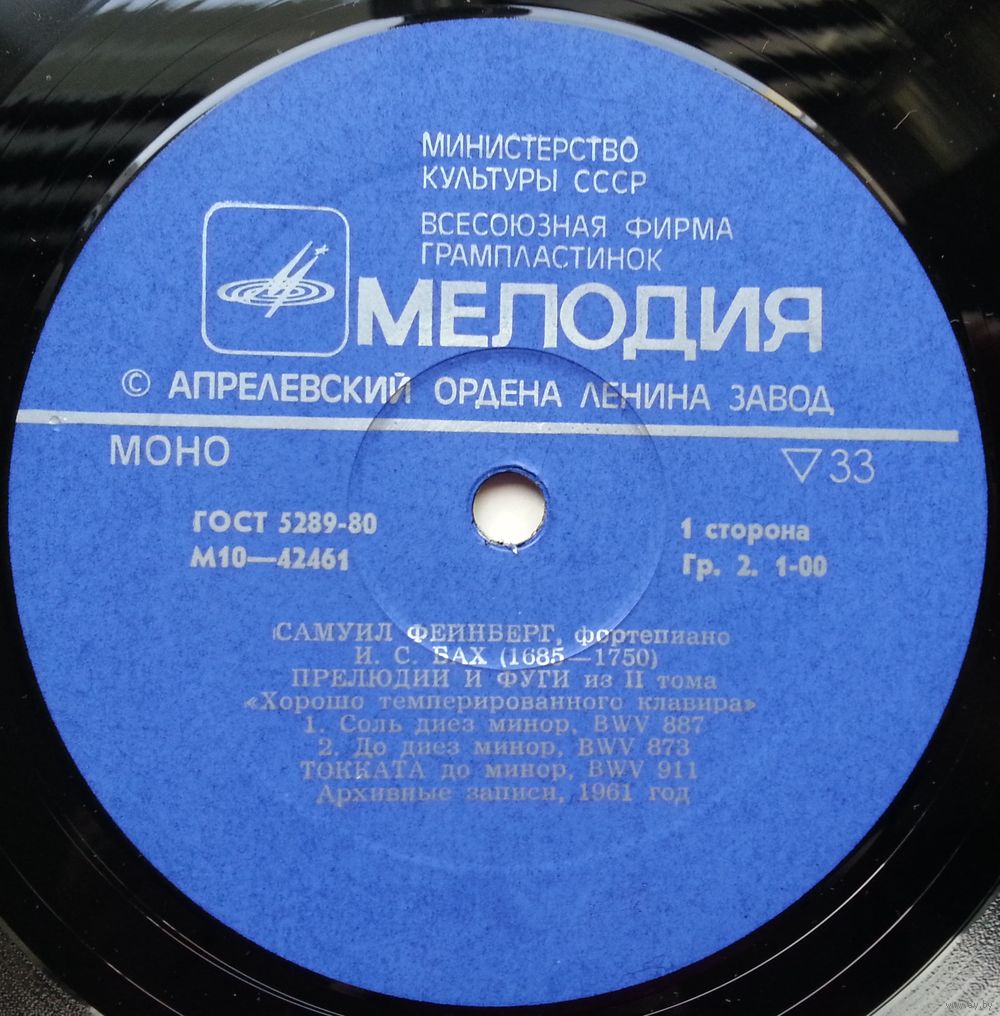 МИНИСТЕРСТВО
КУЛЬТУРЫ СССР
ВСЕСОЮЗНАЯ ФИРМА
ГРАМПЛАСТИНОК
МЕЛОДИЯ
© АПРЕЛЕВСКИЙ ОРДЕНА ЛЕНИНА ЗАВОД
МОНО ▽33
ГОСТ 5289-80
М10—42461
1 сторона
Гр. 2. 1-00
САМУИЛ ФЕЙНБЕРГ, фортепиано
И. С. БАХ (1685—1750)
ПРЕЛЮДИИ И ФУГИ из II тома
«Хорошо темперированного клавира»
1. Соль диез минор, BWV 887
2. До диез минор, BWV 873
ТОККАТА до минор, BWV 911
Архивные записи, 1961 год
www.ay.by